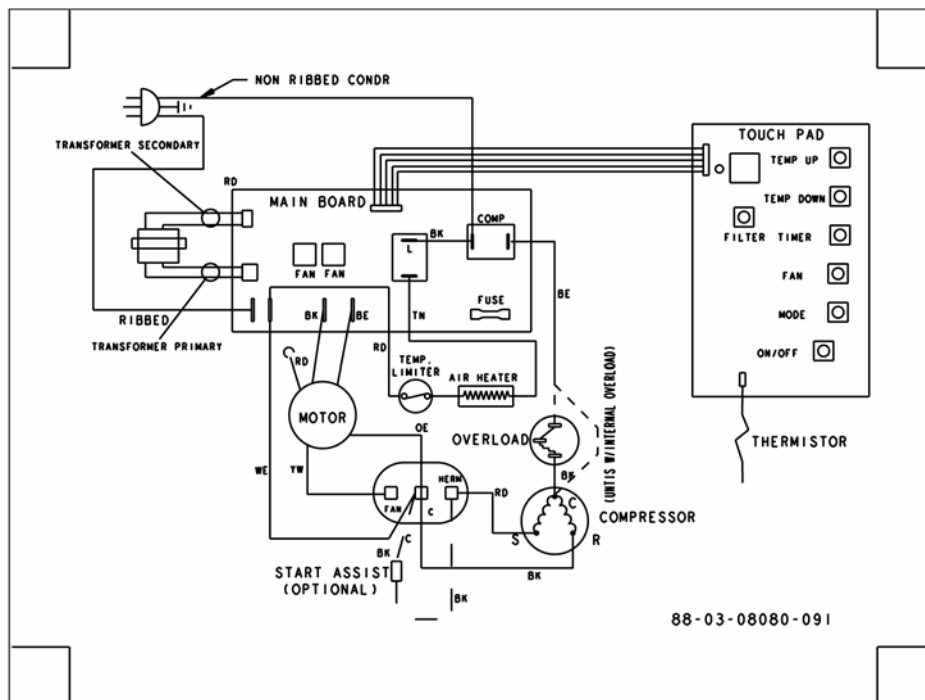 NON RIBBED CONDR
TRANSFORMER SECONDARY
RD
MAIN BOARD
TOUCH PAD
TEMP UP
TEMP DOWN
FILTER TIMER
FAN
MODE
ON/OFF
THERMISTOR
BK
COMP
L
FAN FAN
FUSE
BE
TN
RIBBED
TRANSFORMER PRIMARY
BK
BE
RD
RD
TEMP.
LIMITER
AIR HEATER
MOTOR
OE
OVERLOAD
(UNTIS W/INTERNAL OVERLOAD)
WE
YW
HERM
FAN
C
RD
BK
C
COMPRESSOR
S
R
C
BK
BK
START ASSIST
(OPTIONAL)
BK
88-03-08080-091